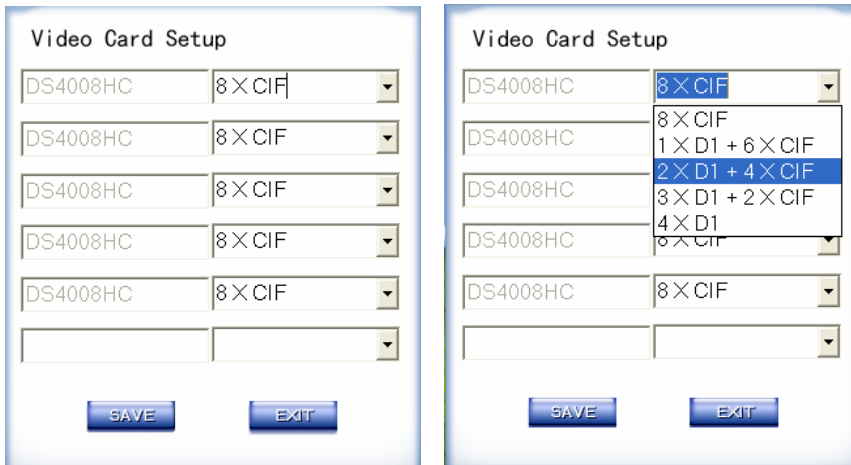 Video Card Setup
DS4008HC 8×CIF
DS4008HC 8×CIF
DS4008HC 8×CIF
DS4008HC 8×CIF
DS4008HC 8×CIF
SAVE EXIT
Video Card Setup
DS4008HC 8×CIF
8×CIF
1×D1+6×CIF
DS4008HC
2×D1+4×CIF
DS4008HC
3×D1+2×CIF
4×D1
DS4008HC 8×CIF
DS4008HC 8×CIF
SAVE EXIT